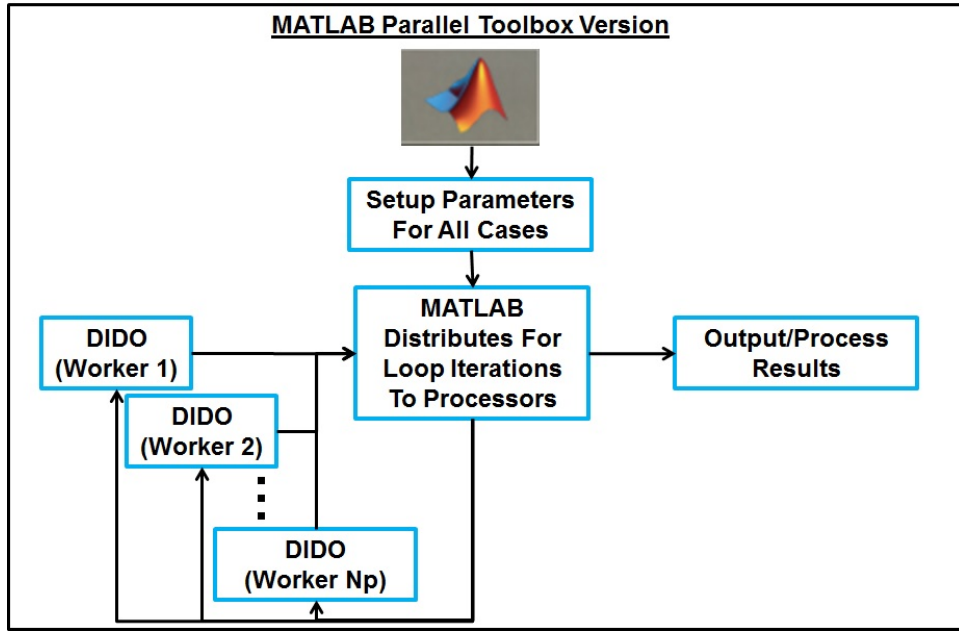 MATLAB Parallel Toolbox Version
Setup Parameters
For All Cases
MATLAB
Distributes For
Loop Iterations
To Processors
Output/Process
Results
DIDO
(Worker 1)
DIDO
(Worker 2)
DIDO
(Worker Np)